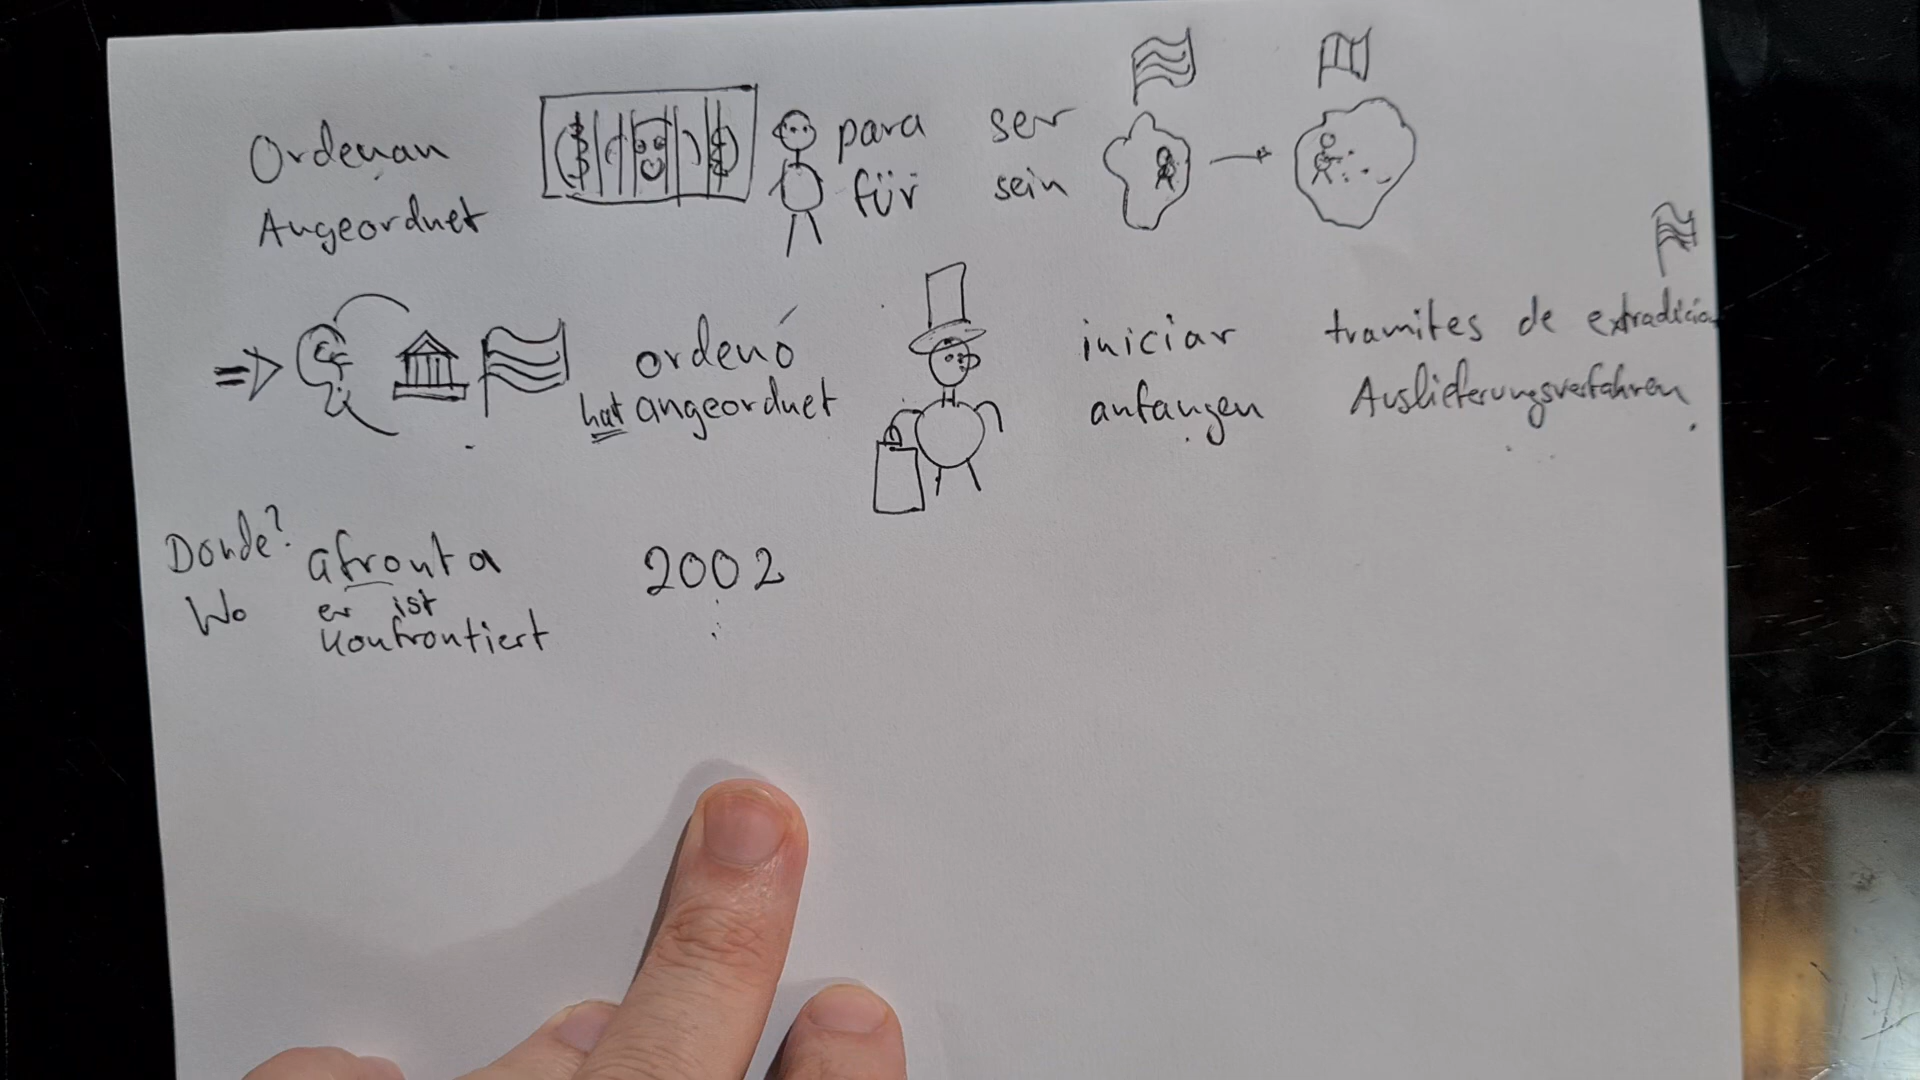 Ordenan para ser
Angeordnet für sein
ordenó iniciar tramites de extradición
hat angeordnet anfangen Auslieferungsverfahren
Donde? afronta 2002
Wo er ist
konfrontiert